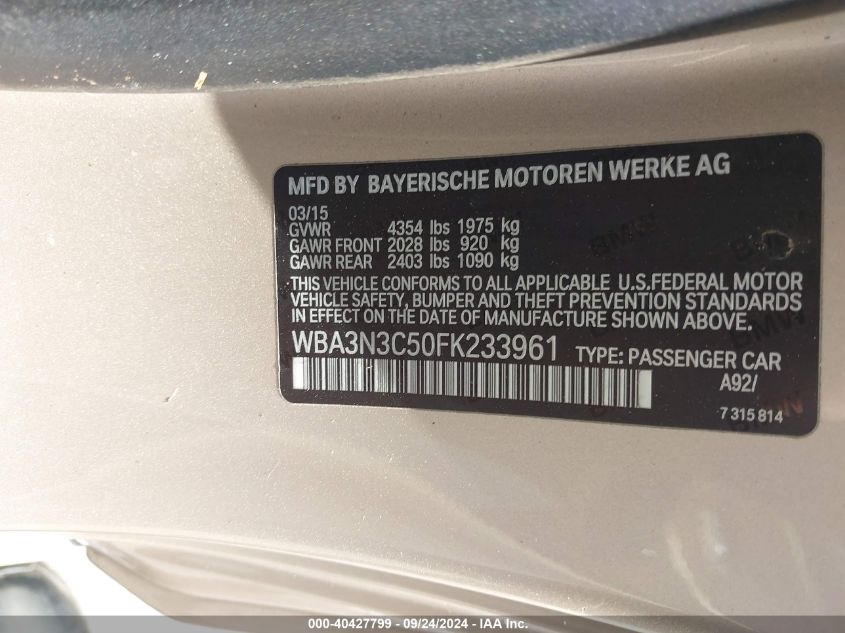 MFD BY BAYERISCHE MOTOREN WERKE AG
03/15
GVWR 4354 lbs 1975 kg
GAWR FRONT 2028 lbs 920 kg
GAWR REAR 2403 lbs 1090 kg
THIS VEHICLE CONFORMS TO ALL APPLICABLE U.S.FEDERAL MOTOR
VEHICLE SAFETY, BUMPER AND THEFT PREVENTION STANDARDS
IN EFFECT ON THE DATE OF MANUFACTURE SHOWN ABOVE.
WBA3N3C50FK233961 TYPE: PASSENGER CAR
A92/
7 315 814
000-40427799 - 09/24/2024 - IAA Inc.